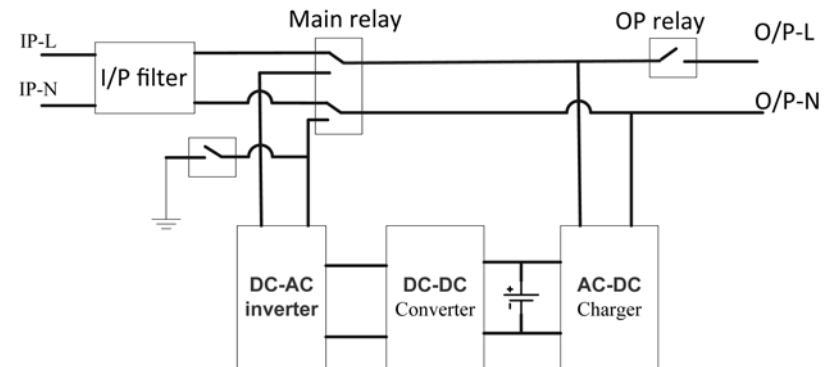 Main relay
OP relay
O/P-L
IP-L
I/P filter
IP-N
O/P-N
DC-AC
inverter
DC-DC
Converter
+
-
AC-DC
Charger